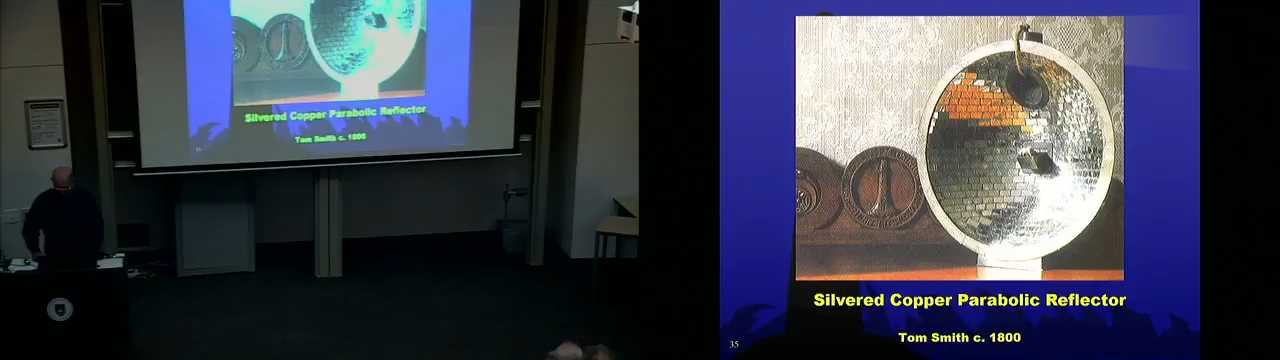 Silvered Copper Parabolic Reflector
Tom Smith c. 1800
Silvered Copper Parabolic Reflector
Tom Smith c. 1800
35